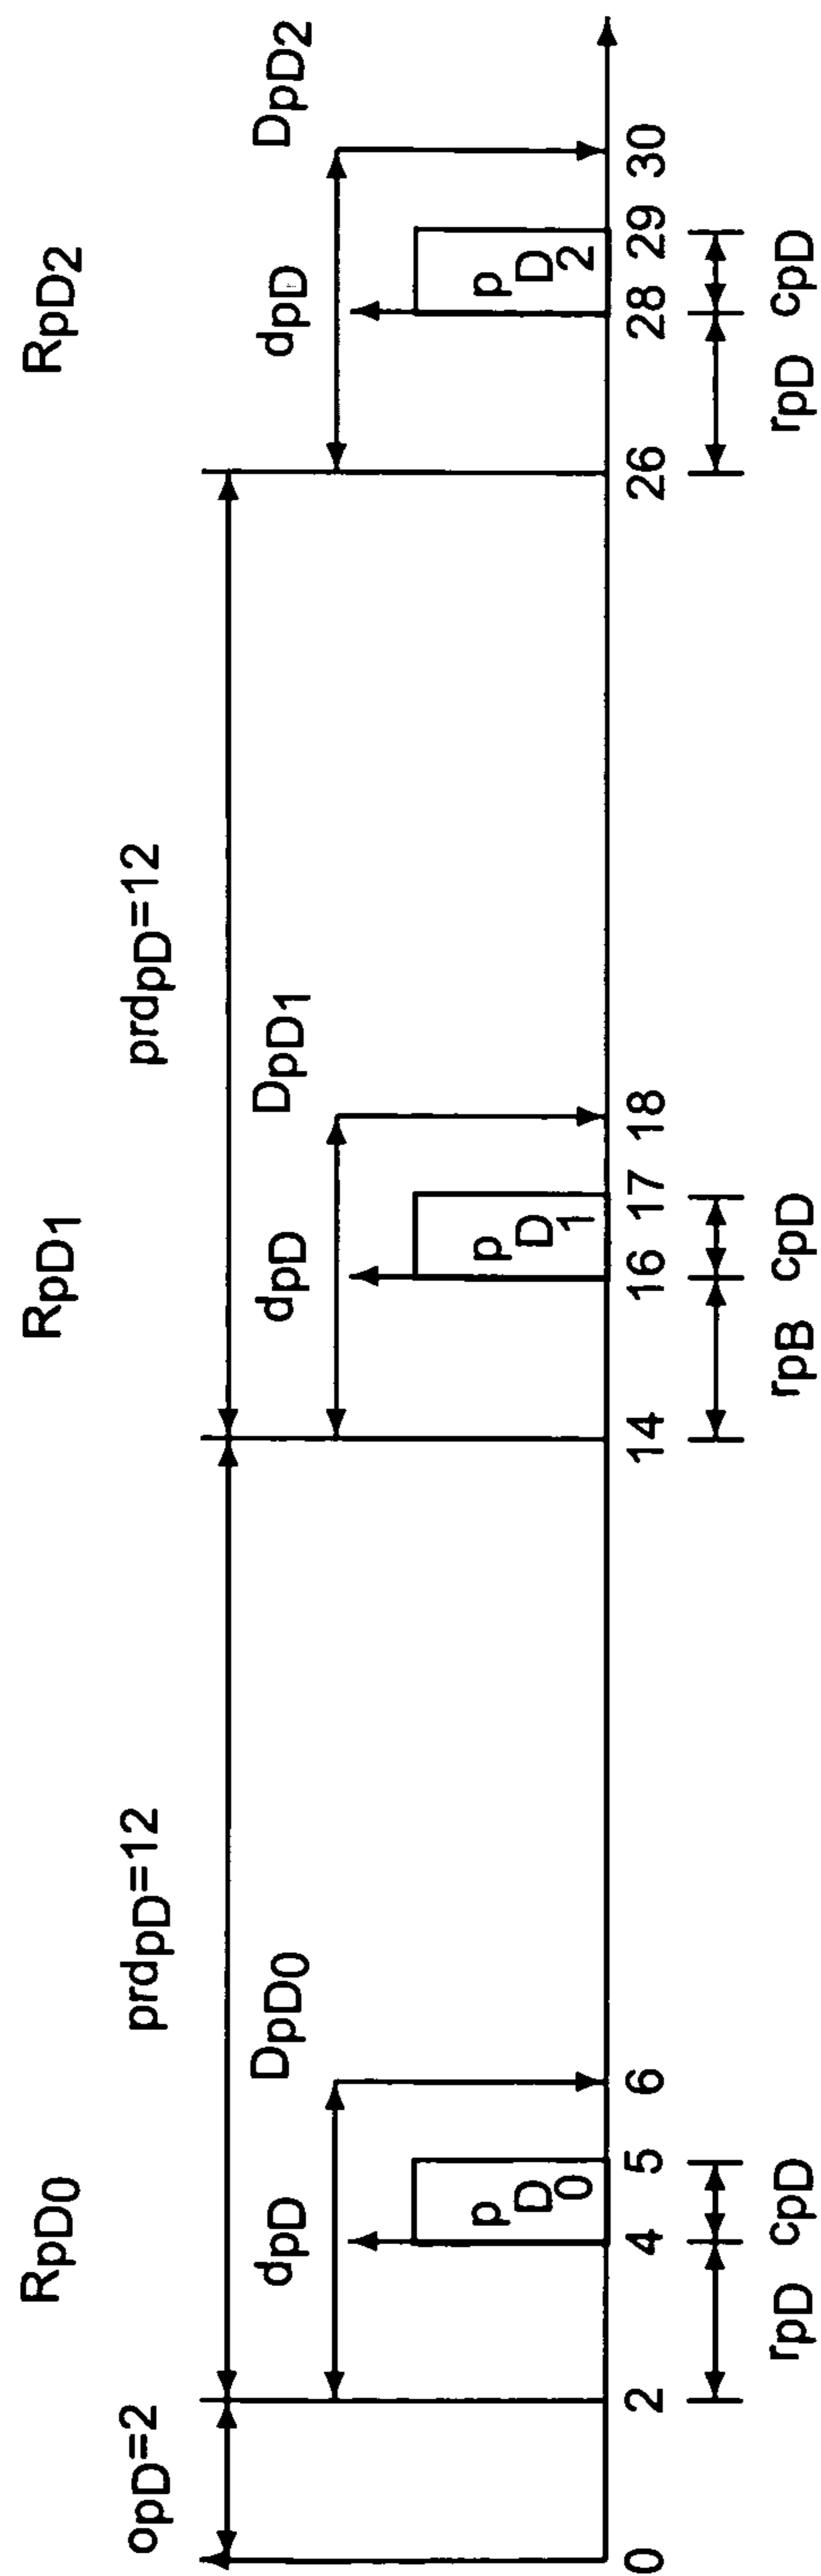 RpD0 RpD1 RpD2
opD=2 prdpD=12 prdpD=12
DpD0 DpD1 DpD2
dpD dpD dpD
p D 0 p D 1 p D 2
0 2 4 5 6 14 16 17 18 26 28 29 30
rpD cpD rpB cpD rpD cpD